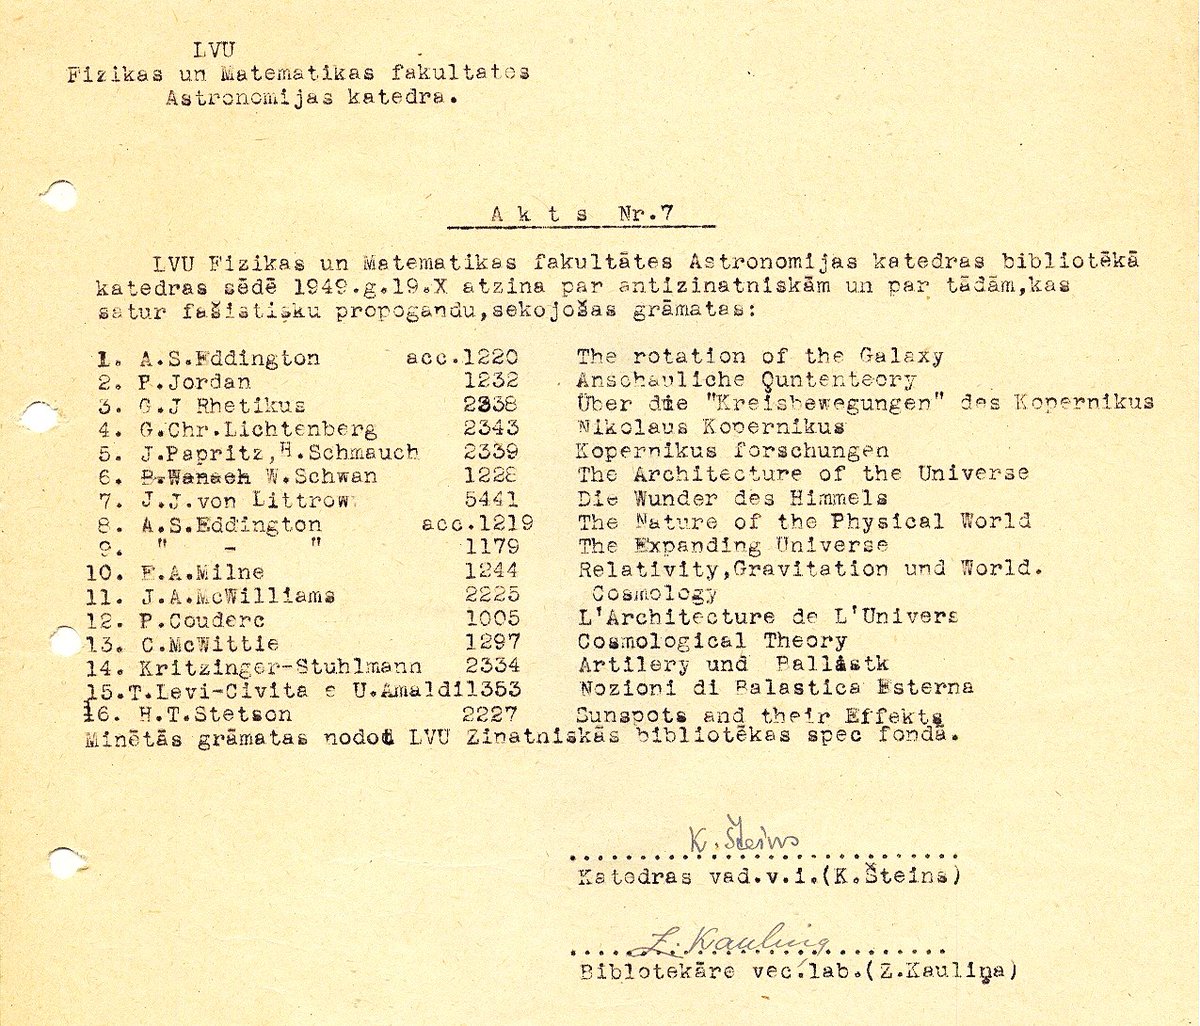 LVU
Fizikas un Matematikas fakultates
Astronomijas katedra.
A k t s Nr.7
LVU Fizikas un Matematikas fakultātes Astronomijas katedras bibliotēkā
katedras sēdē 1949.g.19.X atzina par antizinatniskām un par tādām,kas
satur fašistisku propogandu,sekojošas grāmatas:
1. A.S.Eddington acc.1220 The rotation of the Galaxy
2. P.Jordan 1232 Anschauliche Quntenteory
3. G.J Rhetikus 2338 Über die "Kreisbewegungen" des Kopernikus
4. G.Chr.Lichtenberg 2343 Nikolaus Kopernikus
5. J.Papritz,H.Schmauch 2339 Kopernikus forschungen
6. B.Wanach W.Schwan 1228 The Architecture of the Universe
7. J.J.von Littrow 5441 Die Wunder des Himmels
8. A.S.Eddington acc.1219 The Nature of the Physical World
9. " - " 1179 The Expanding Universe
10. E.A.Milne 1244 Relativity,Gravitation und World.
11. J.A.McWilliams 2225 Cosmology
12. P.Couderc 1005 L'Architecture de L'Univers
13. C.McWittie 1297 Cosmological Theory
14. Kritzinger-Stuhlmann 2334 Artilery und Ballistk
15.T.Levi-Civita e U.Amaldi1353 Nozioni di Balastica Esterna
16. H.T.Stetson 2227 Sunspots and their Effekts
Minētās grāmatas nodot LVU Zinatniskās bibliotēkas spec fondā.
K. Šteins
Katedras vad.v.i.(K.Šteins)
Z. Kauliņa
Biblotekāre vec.lab.(Z.Kauliņa)